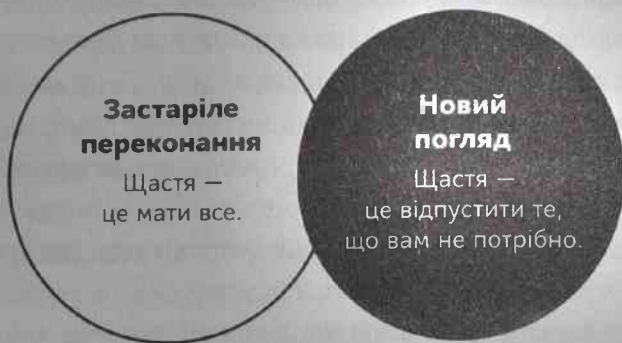 Застаріле
переконання
Щастя —
це мати все.
Новий
погляд
Щастя —
це відпустити те,
що вам не потрібно.